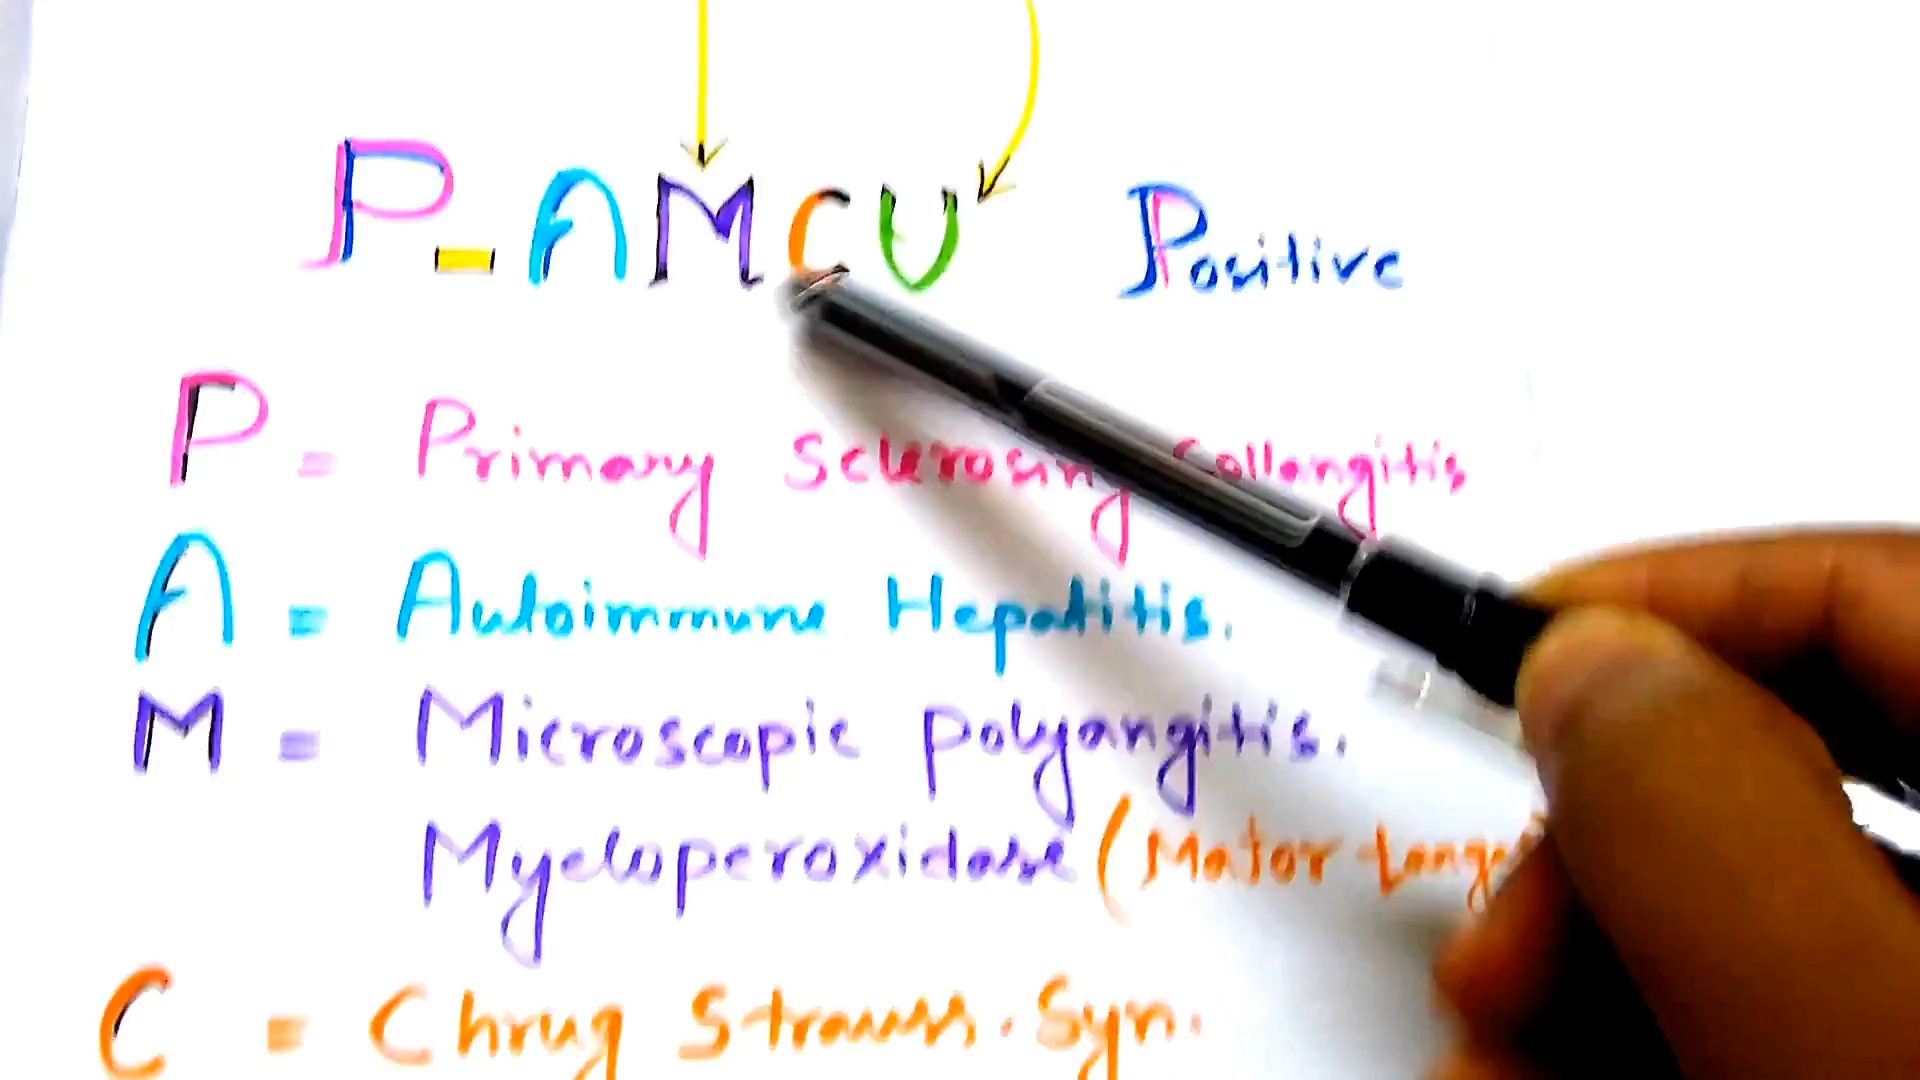 P-AMCU Positive
P = Primary Sclerosing Collangitis
A = Autoimmune Hepatitis.
M = Microscopic polyangitis.
Myeloperoxidase (Mator
C = Chrug Strauss. Syn.